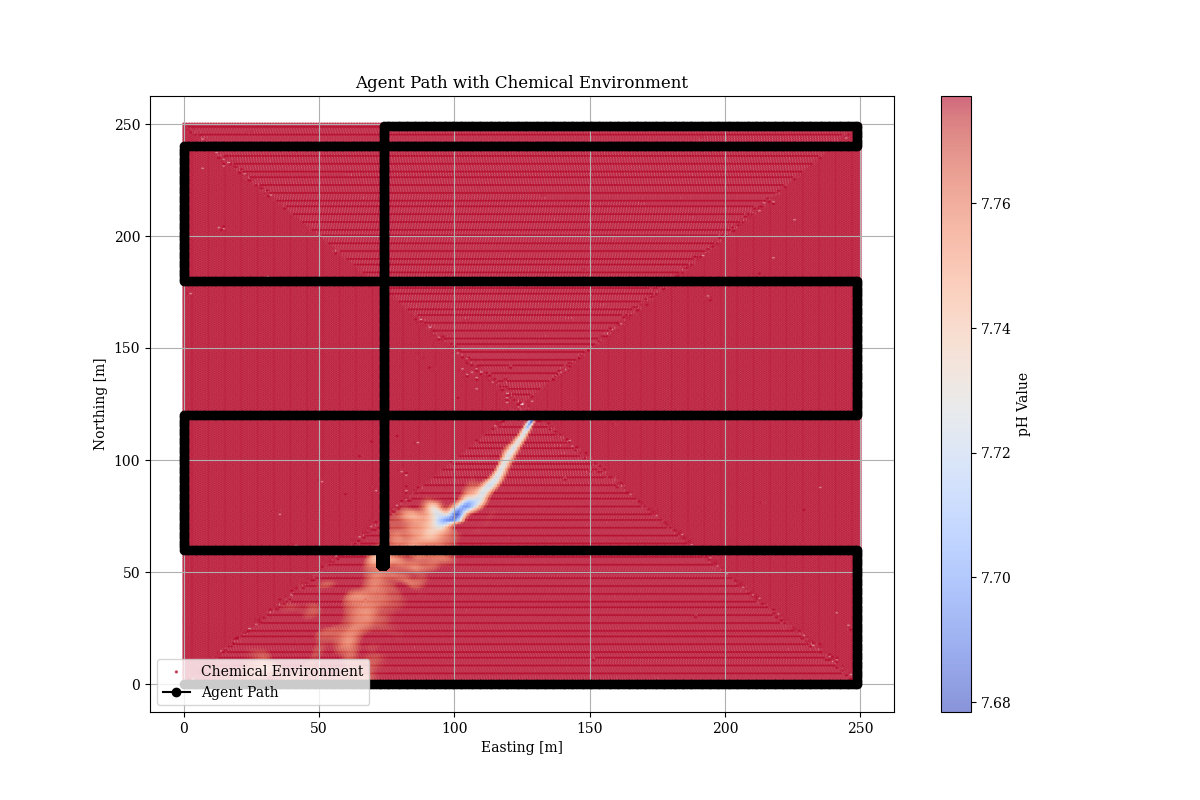 Agent Path with Chemical Environment
250
200
150
100
50
0
Northing [m]
0
50
100
150
200
250
Easting [m]
Chemical Environment
Agent Path
7.76
7.74
7.72
7.70
7.68
pH Value